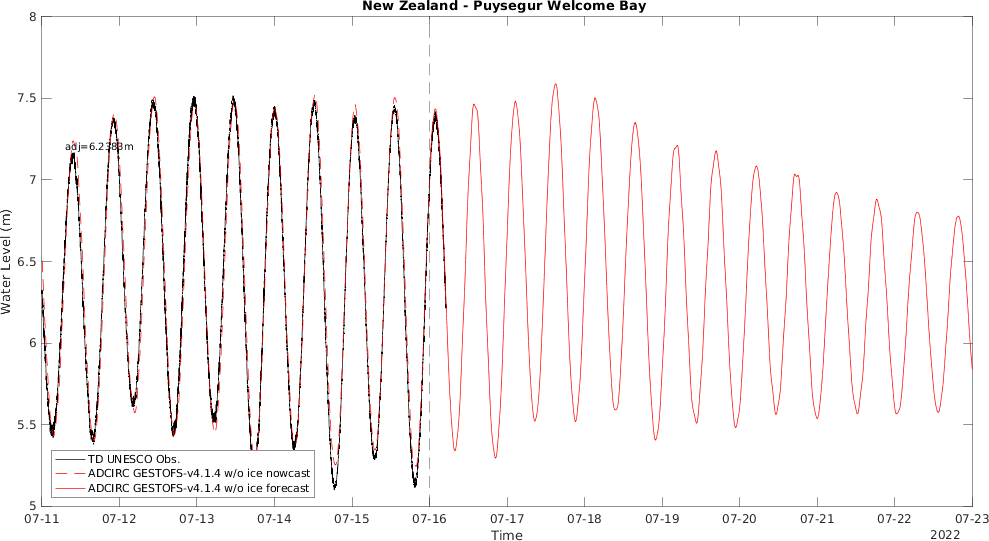 New Zealand - Puysegur Welcome Bay
8
7.5
7
6.5
6
5.5
5
Water Level (m)
adj=6.2383m
TD UNESCO Obs.
ADCIRC GESTOFS-v4.1.4 w/o ice nowcast
ADCIRC GESTOFS-v4.1.4 w/o ice forecast
07-11 07-12 07-13 07-14 07-15 07-16 07-17 07-18 07-19 07-20 07-21 07-22 07-23
Time
2022